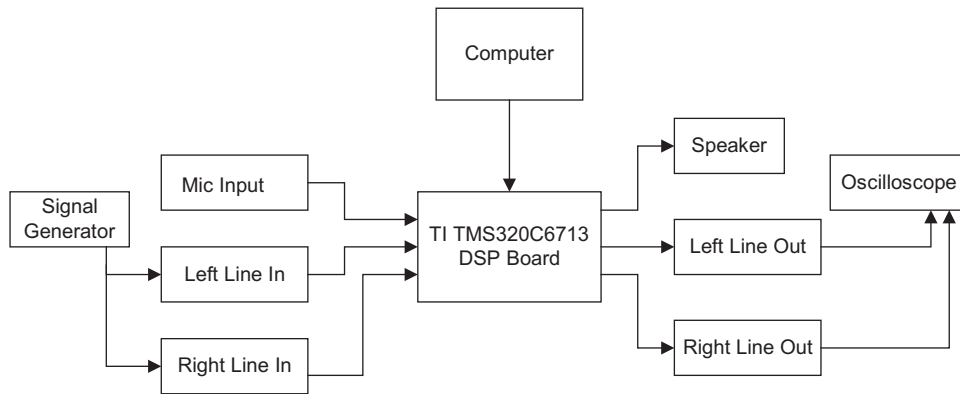 Computer
Speaker
Mic Input
Oscilloscope
Signal
Generator
TI TMS320C6713
DSP Board
Left Line In
Left Line Out
Right Line In
Right Line Out